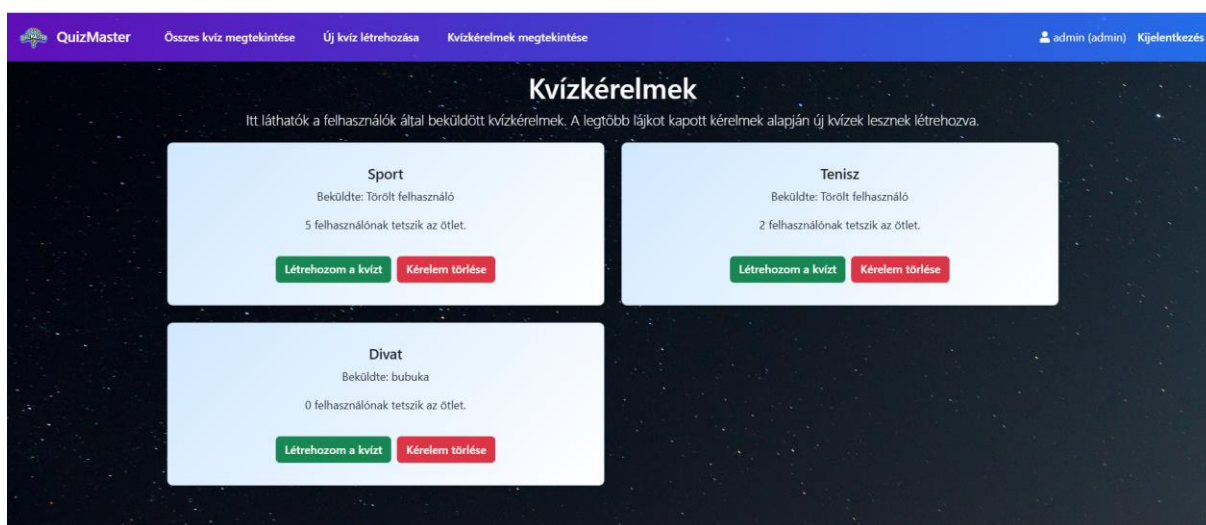 QuizMaster Összes kvíz megtekintése Új kvíz létrehozása Kvízkérelmek megtekintése admin (admin) Kijelentkezés
Kvízkérelmek
Itt láthatók a felhasználók által beküldött kvízkérelmek. A legtöbb lájkot kapott kérelmek alapján új kvízek lesznek létrehozva.
Sport
Beküldte: Törölt felhasználó
5 felhasználónak tetszik az ötlet.
Létrehozom a kvízt Kérelem törlése
Tenisz
Beküldte: Törölt felhasználó
2 felhasználónak tetszik az ötlet.
Létrehozom a kvízt Kérelem törlése
Divat
Beküldte: bubuka
0 felhasználónak tetszik az ötlet.
Létrehozom a kvízt Kérelem törlése